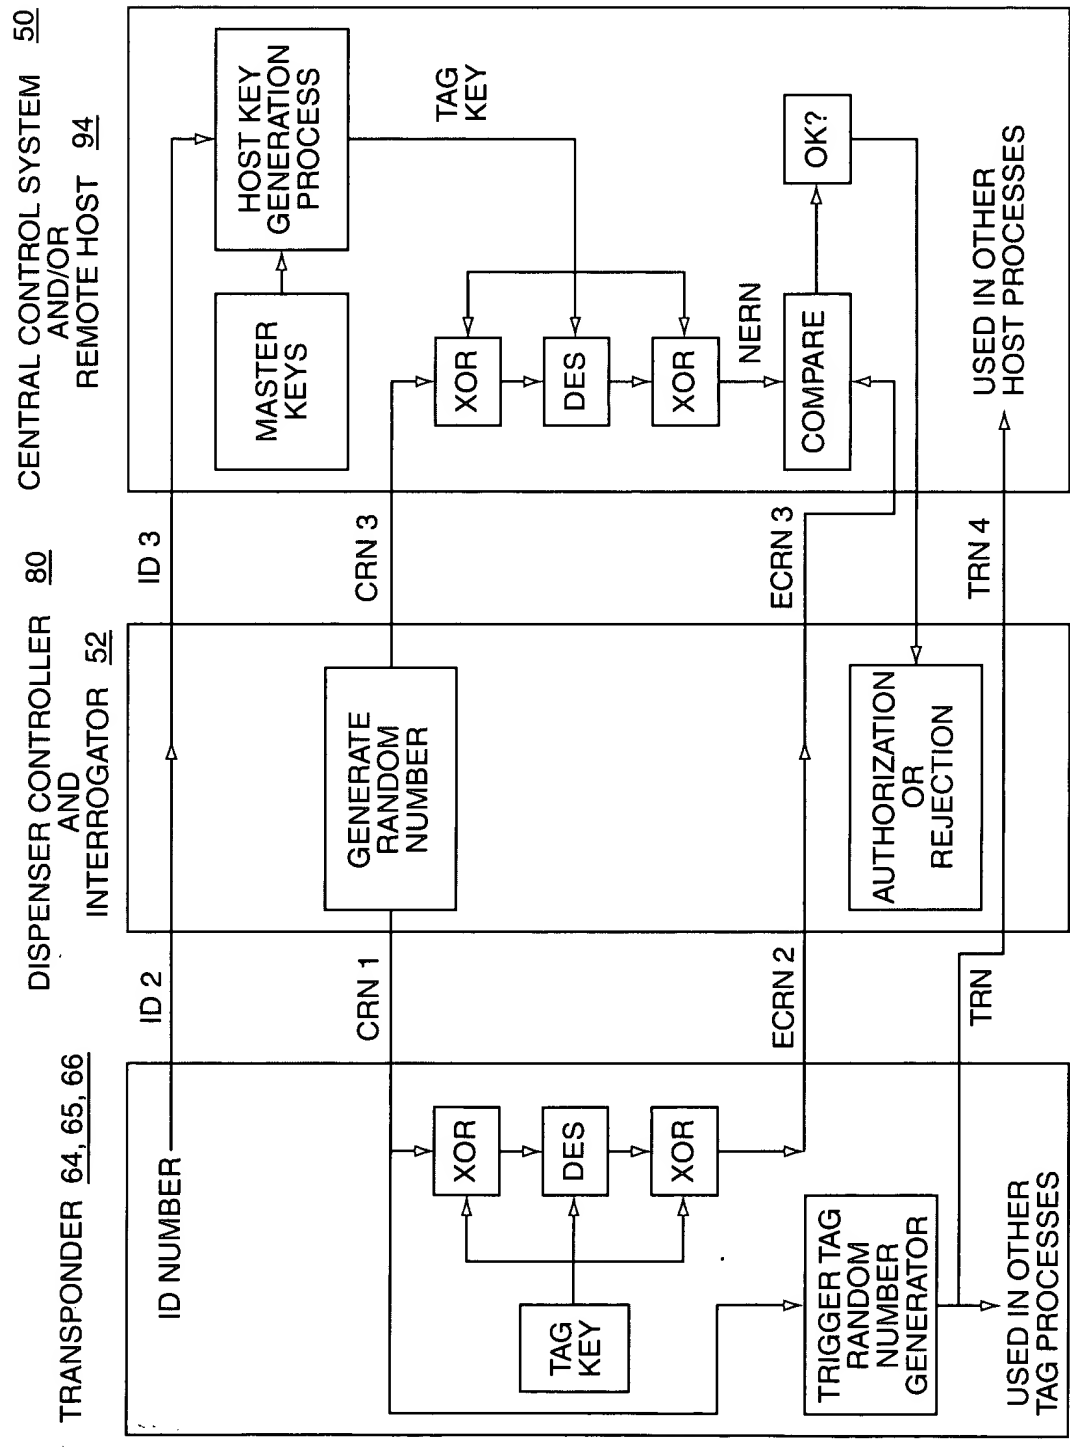 TRANSPONDER 64, 65, 66
DISPENSER CONTROLLER 80
AND
INTERROGATOR 52
CENTRAL CONTROL SYSTEM 50
AND/OR
REMOTE HOST 94
ID NUMBER
ID 2
ID 3
MASTER
KEYS
HOST KEY
GENERATION
PROCESS
TAG
KEY
CRN 1
GENERATE
RANDOM
NUMBER
CRN 3
XOR
DES
XOR
TAG
KEY
XOR
DES
XOR
NERN
ECRN 2
ECRN 3
COMPARE
OK?
TRIGGER TAG
RANDOM
NUMBER
GENERATOR
AUTHORIZATION
OR
REJECTION
TRN
TRN 4
USED IN OTHER
TAG PROCESSES
USED IN OTHER
HOST PROCESSES